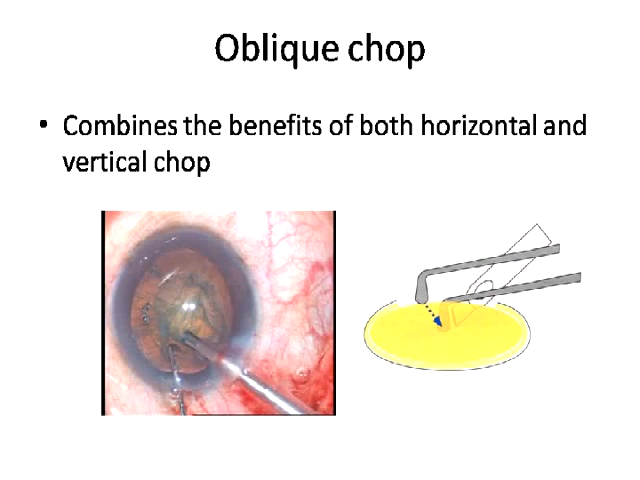 Oblique chop
• Combines the benefits of both horizontal and
vertical chop